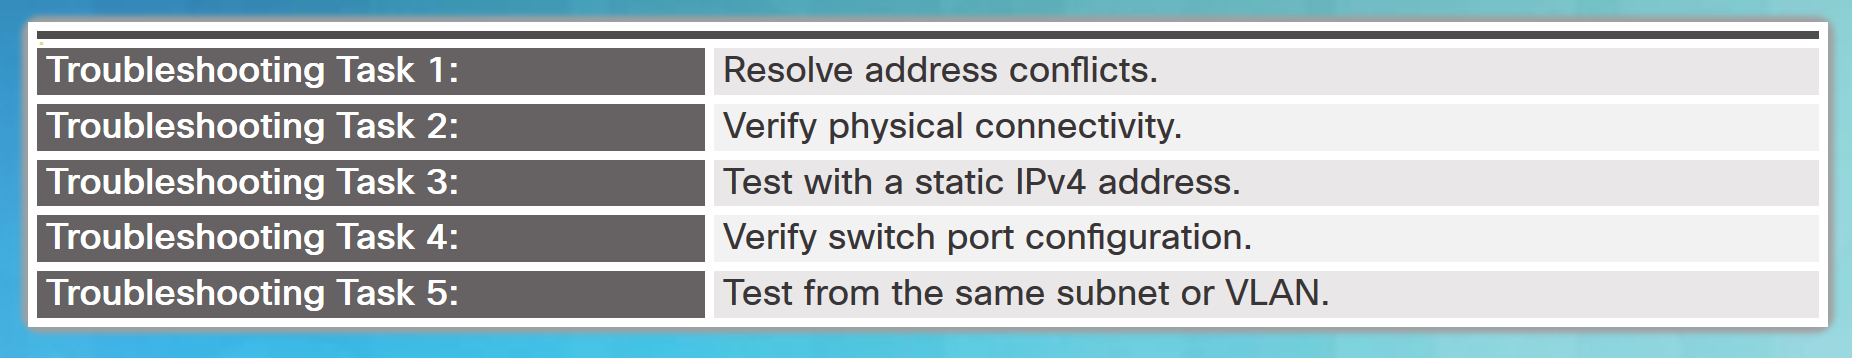 Troubleshooting Task 1: Resolve address conflicts.
Troubleshooting Task 2: Verify physical connectivity.
Troubleshooting Task 3: Test with a static IPv4 address.
Troubleshooting Task 4: Verify switch port configuration.
Troubleshooting Task 5: Test from the same subnet or VLAN.